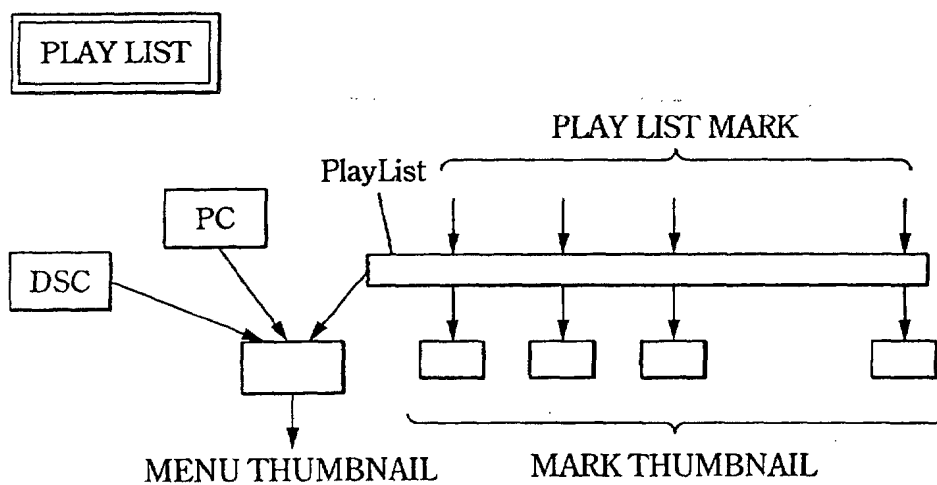 PLAY LIST
PLAY LIST MARK
PlayList
PC
DSC
MENU THUMBNAIL
MARK THUMBNAIL